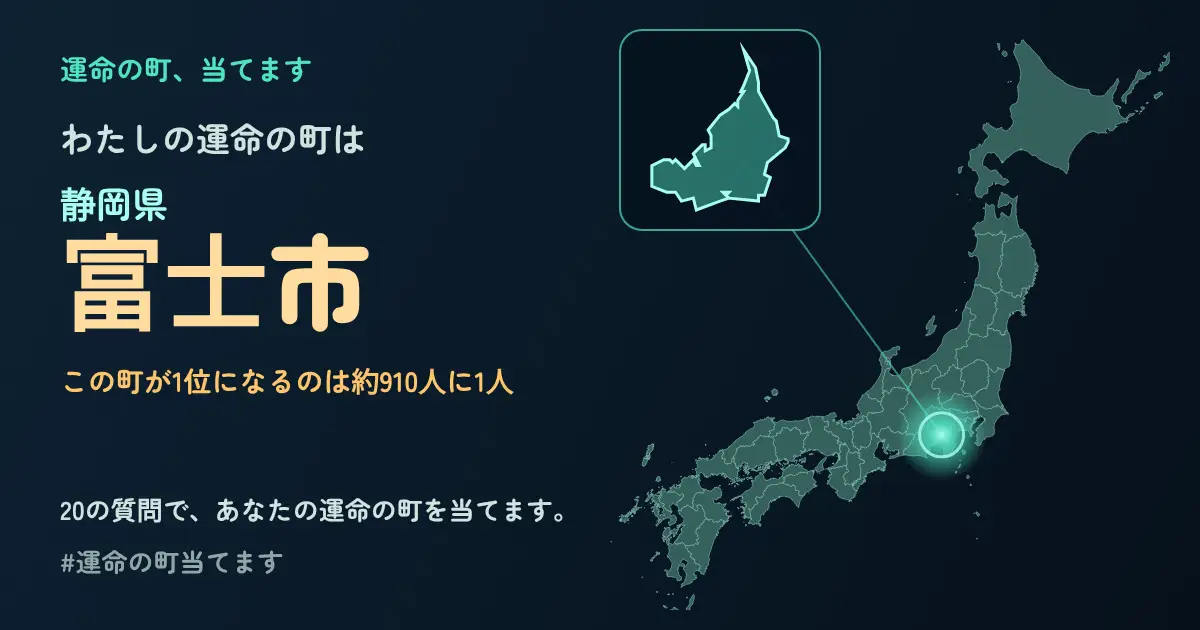 運命の町、当てます
わたしの運命の町は
静岡県
富士市
この町が1位になるのは約910人に1人
20の質問で、あなたの運命の町を当てます。
#運命の町当てます